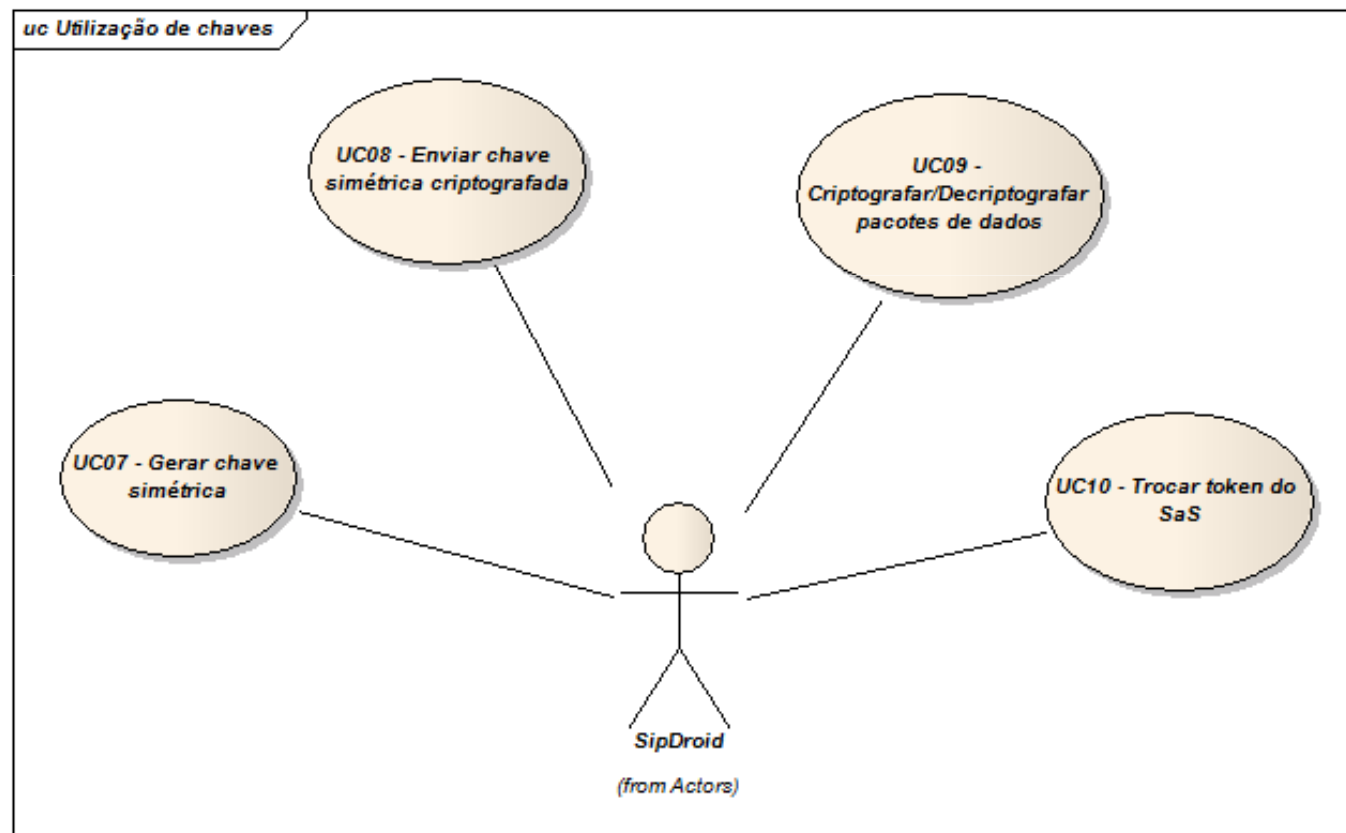 uc Utilização de chaves
UC08 - Enviar chave
simétrica criptografada
UC09 -
Criptografar/Decriptografar
pacotes de dados
UC07 - Gerar chave
simétrica
UC10 - Trocar token do
SaS
SipDroid
(from Actors)